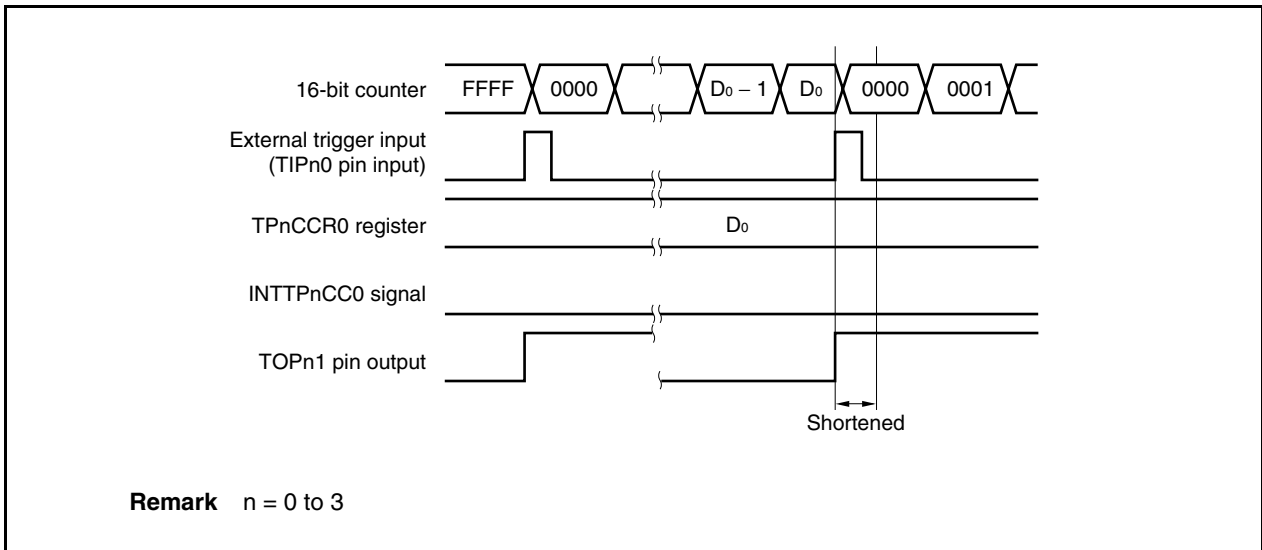 16-bit counter
FFFF 0000 D0 − 1 D0 0000 0001
External trigger input
(TIPn0 pin input)
TPnCCR0 register
D0
INTTPnCC0 signal
TOPn1 pin output
Shortened
Remark n = 0 to 3